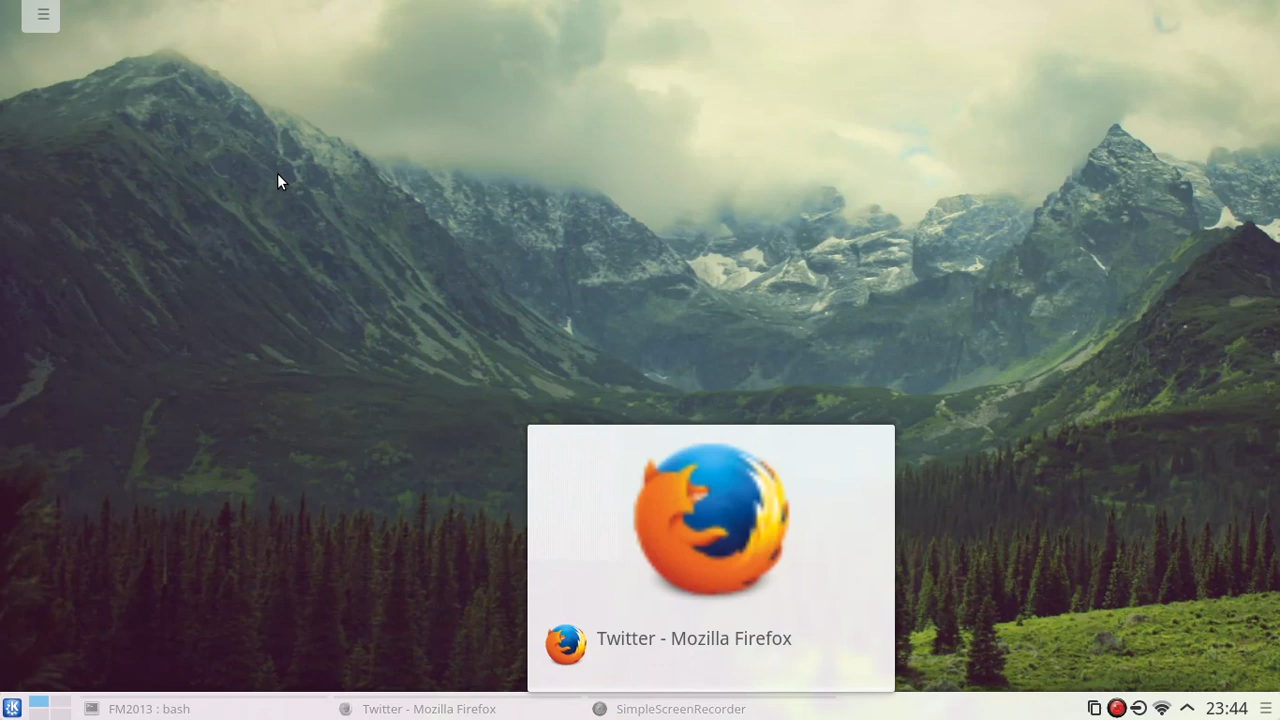 Twitter - Mozilla Firefox
FM2013 : bash
Twitter - Mozilla Firefox
SimpleScreenRecorder
23:44